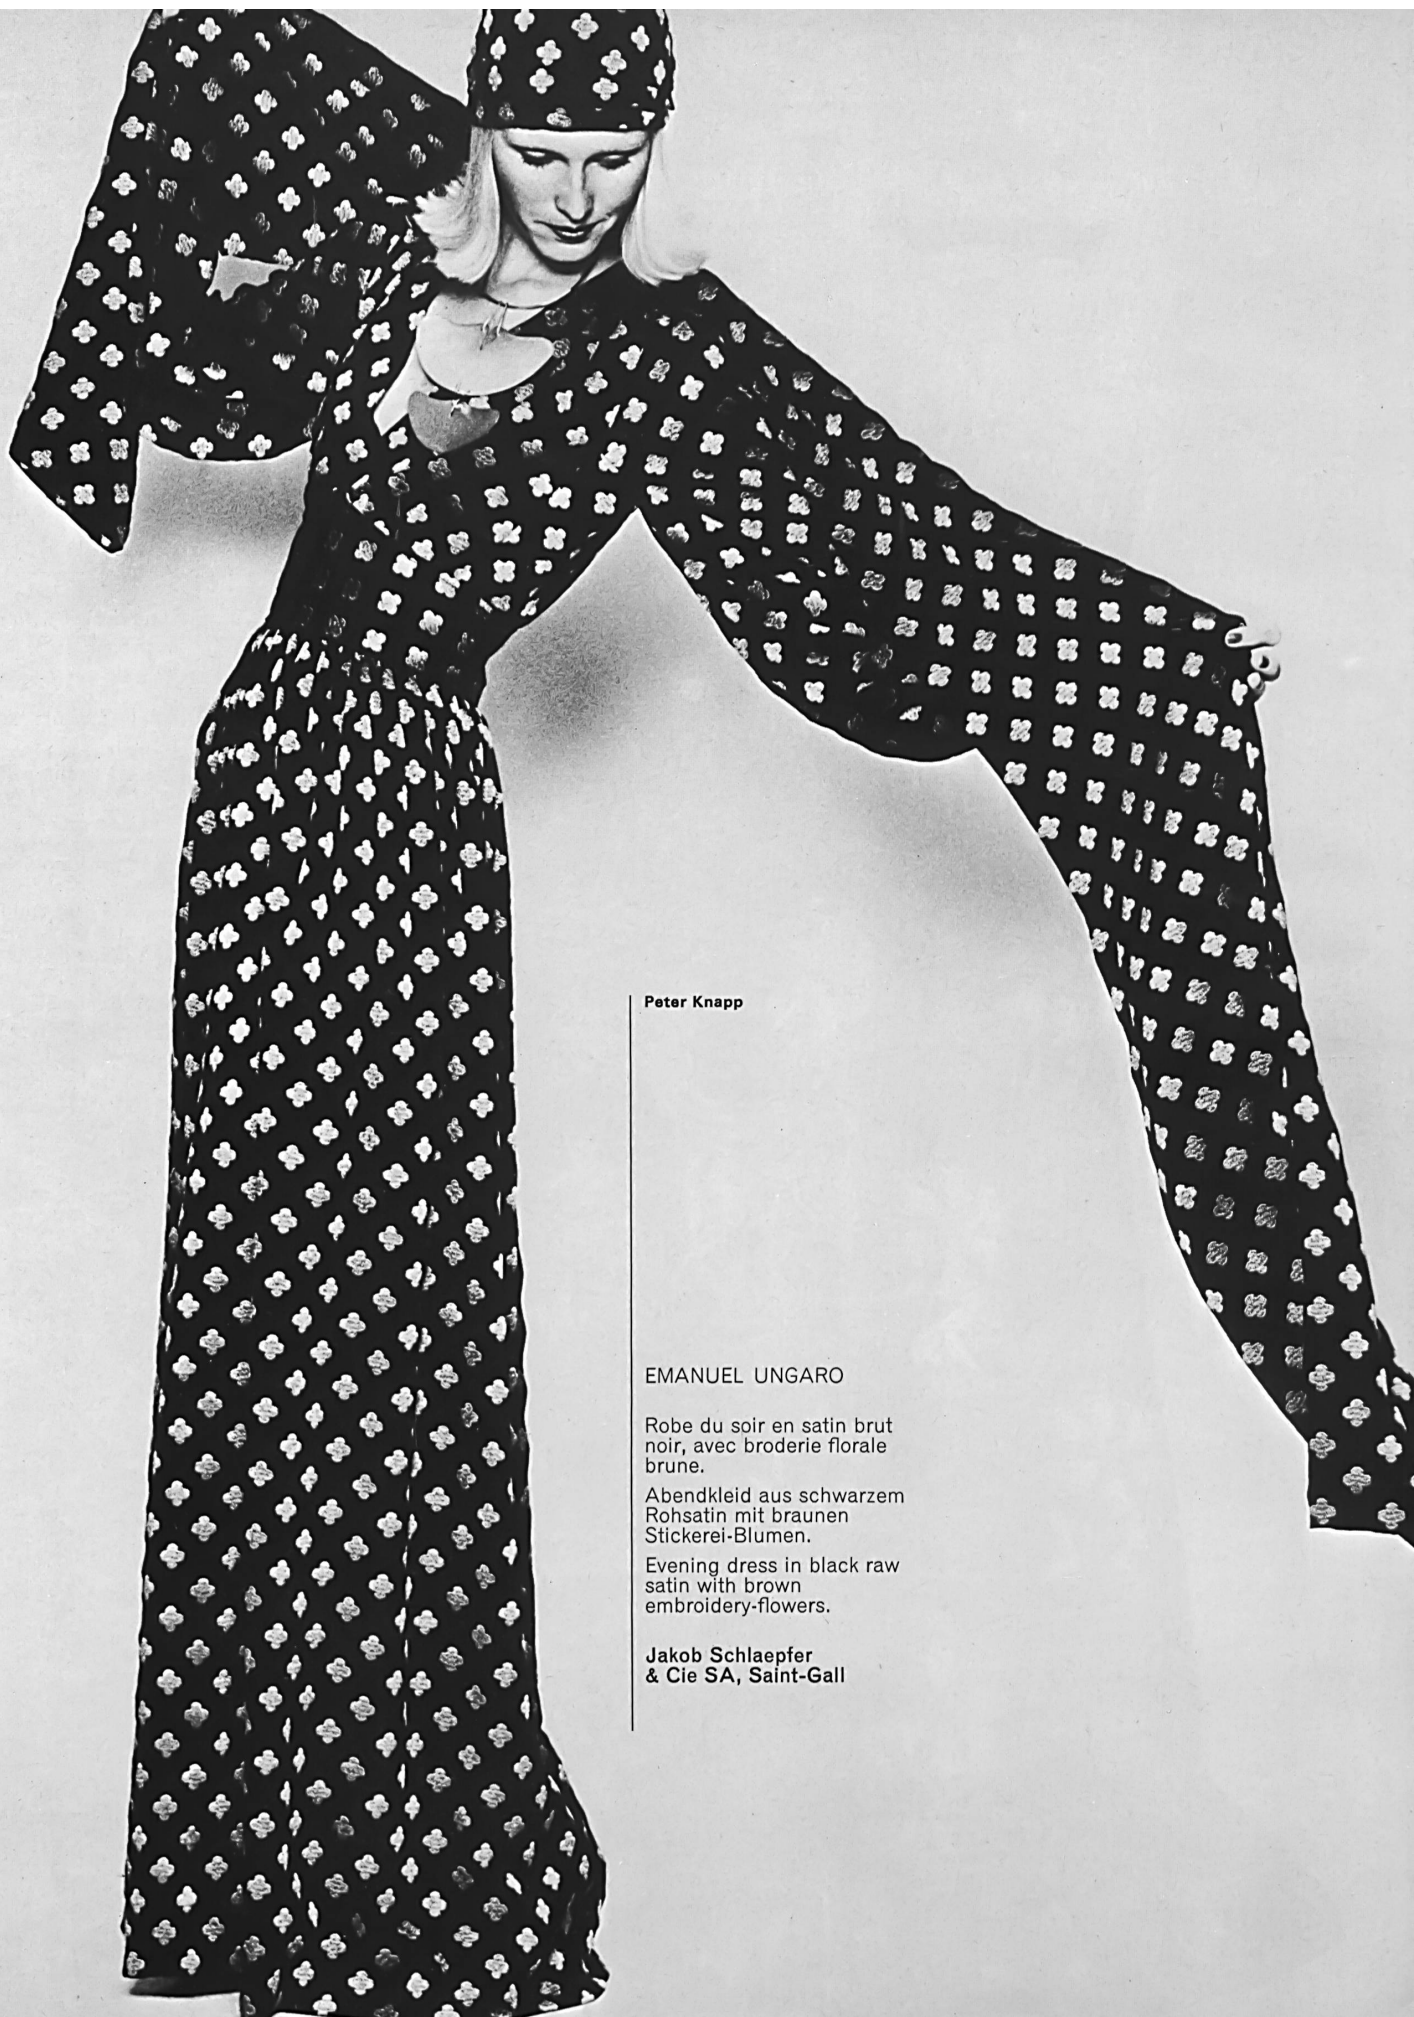 Peter Knapp
EMANUEL UNGARO
Robe du soir en satin brut
noir, avec broderie florale
brune.
Abendkleid aus schwarzem
Rohsatin mit braunen
Stickerei-Blumen.
Evening dress in black raw
satin with brown
embroidery-flowers.
Jakob Schlaepfer
& Cie SA, Saint-Gall